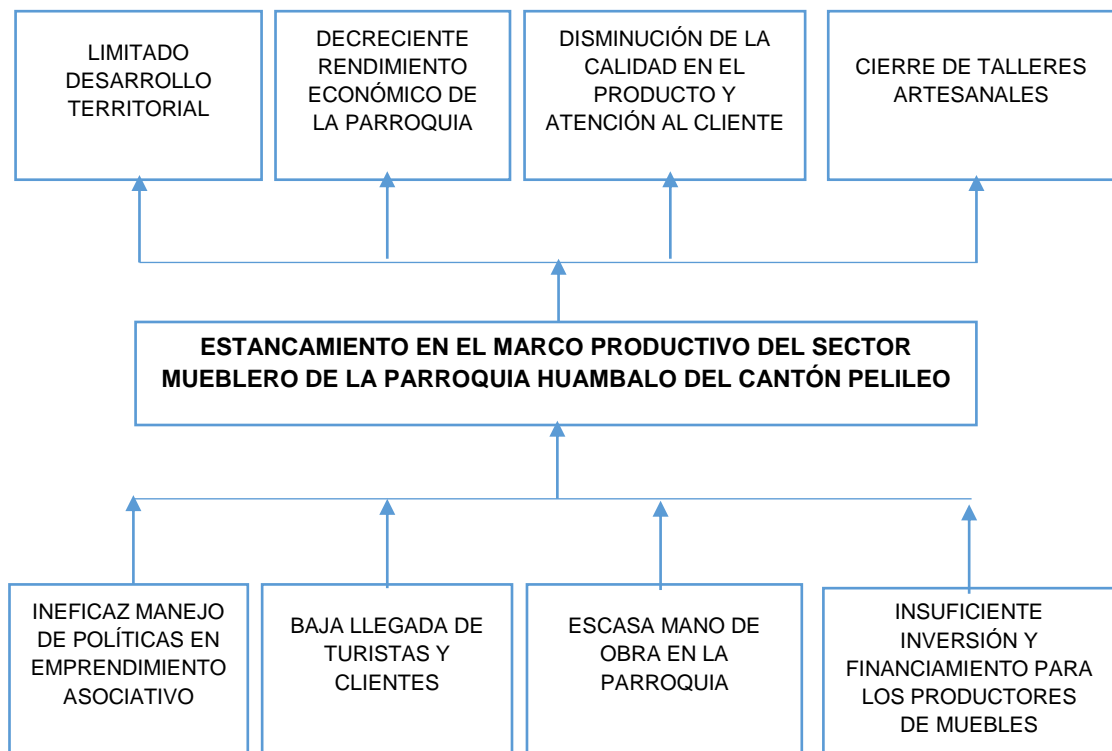 LIMITADO
DESARROLLO
TERRITORIAL
DECRECIENTE
RENDIMIENTO
ECONÓMICO DE
LA PARROQUIA
DISMINUCIÓN DE LA
CALIDAD EN EL
PRODUCTO Y
ATENCIÓN AL CLIENTE
CIERRE DE TALLERES
ARTESANALES
ESTANCAMIENTO EN EL MARCO PRODUCTIVO DEL SECTOR
MUEBLERO DE LA PARROQUIA HUAMBALO DEL CANTÓN PELILEO
INEFICAZ MANEJO
DE POLÍTICAS EN
EMPRENDIMIENTO
ASOCIATIVO
BAJA LLEGADA DE
TURISTAS Y
CLIENTES
ESCASA MANO DE
OBRA EN LA
PARROQUIA
INSUFICIENTE
INVERSIÓN Y
FINANCIAMIENTO PARA
LOS PRODUCTORES
DE MUEBLES